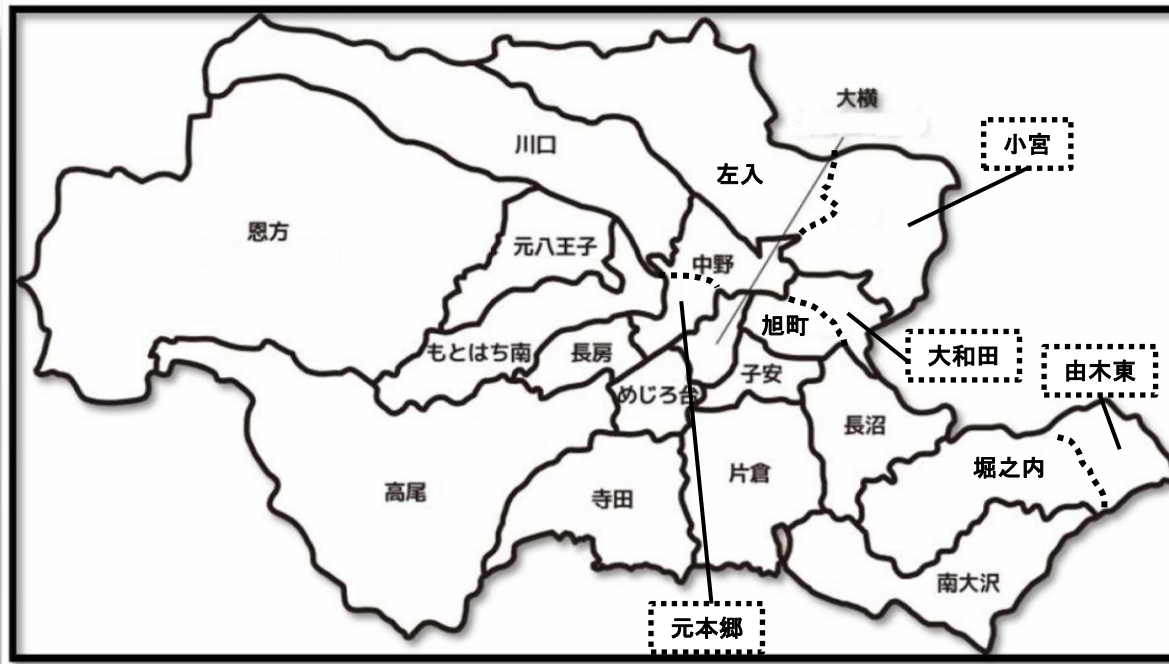 大横
小宮
川口
左入
恩方
元八王子
中野
旭町
大和田
もとはち南
長房
由木東
子安
めじろ台
長沼
堀之内
片倉
高尾
寺田
南大沢
元本郷